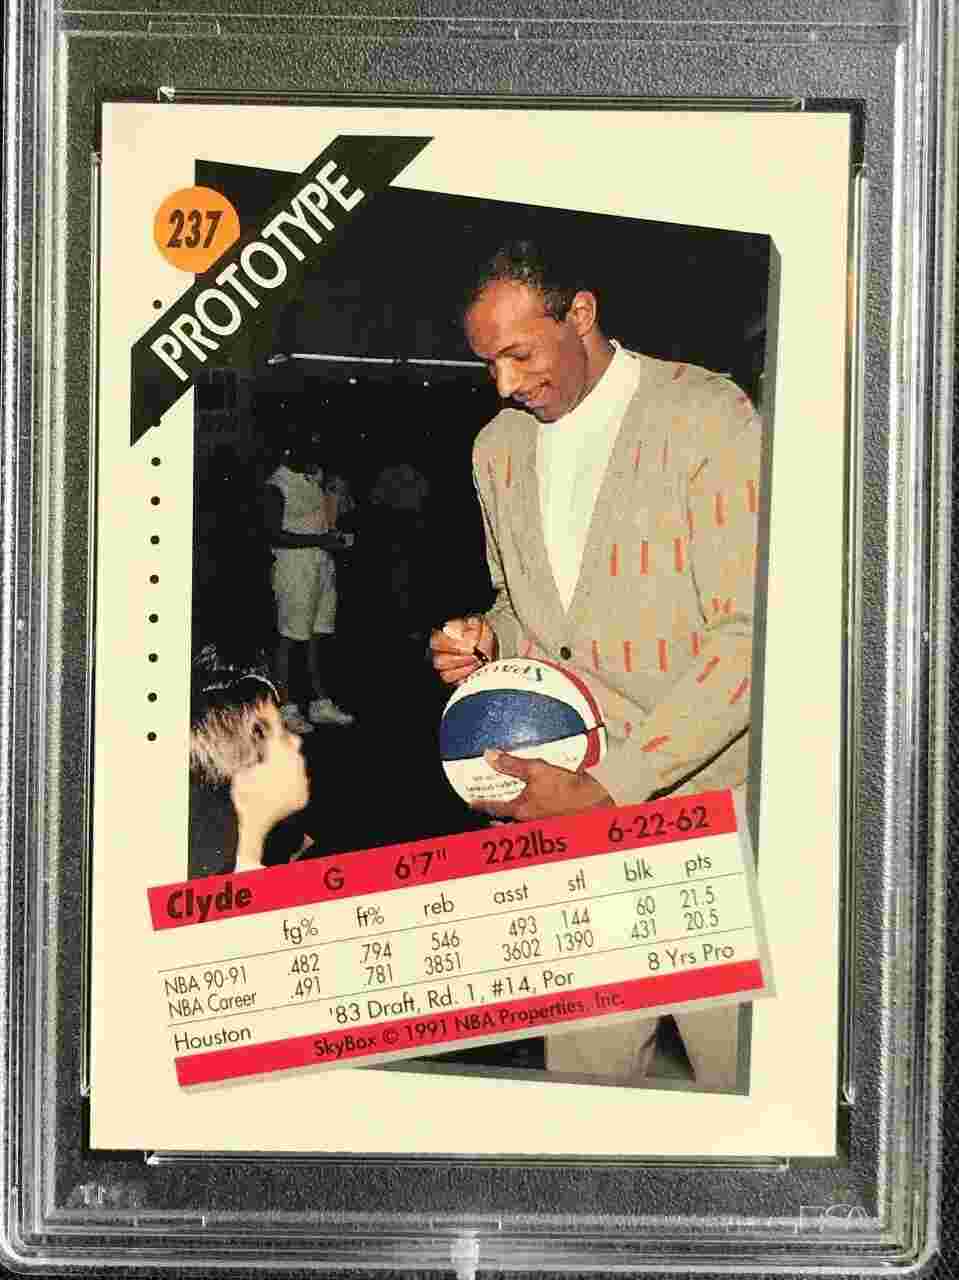 237
PROTOTYPE
Clyde G 6'7" 222lbs 6-22-62
fg% ft% reb asst stl blk pts
NBA 90-91 .482 .794 546 493 144 60 21.5
NBA Career .491 .781 3851 3602 1390 431 20.5
Houston '83 Draft, Rd. 1, #14, Por 8 Yrs Pro
SkyBox © 1991 NBA Properties, Inc.
PSA